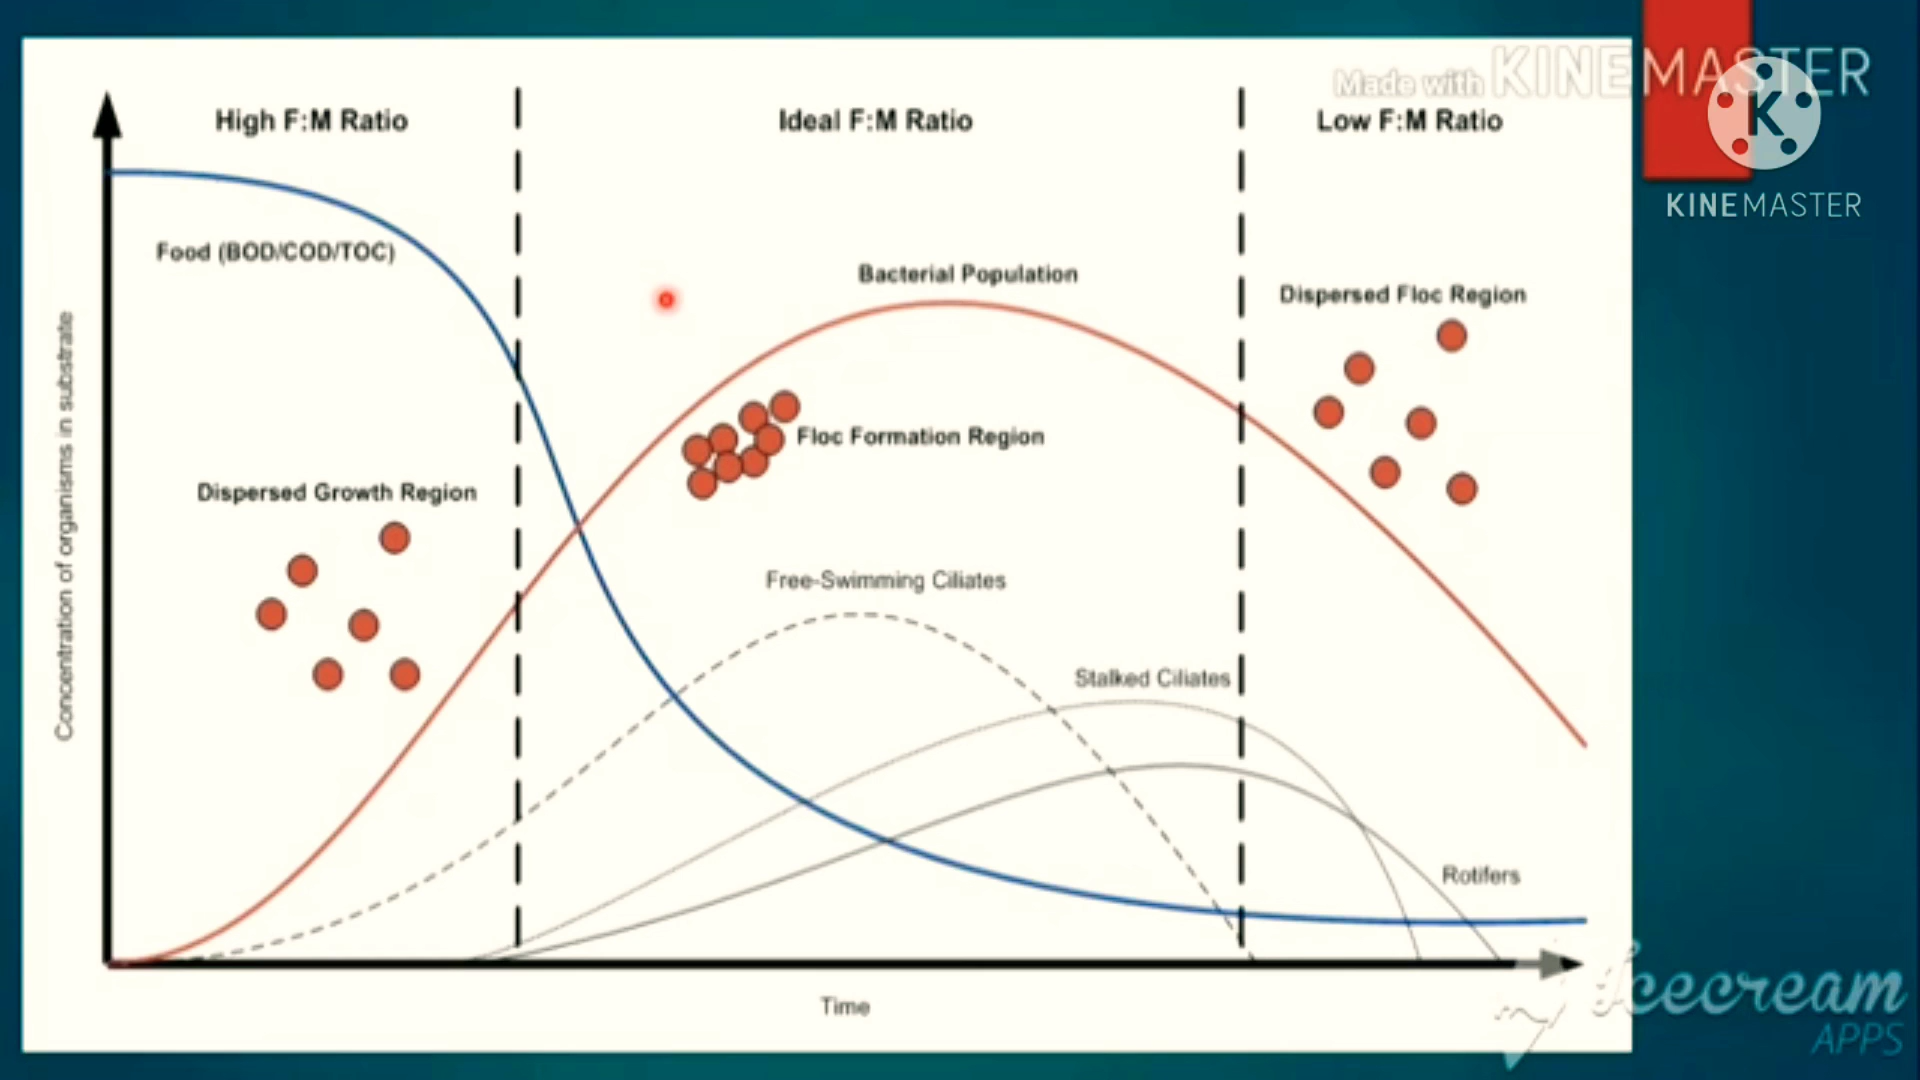 Made with KINEMASTER
K
KINEMASTER
High F:M Ratio
Ideal F:M Ratio
Low F:M Ratio
Food (BOD/COD/TOC)
Bacterial Population
Dispersed Floc Region
Floc Formation Region
Dispersed Growth Region
Free-Swimming Ciliates
Stalked Ciliates
Rotifers
Concentration of organisms in substrate
Time
Icecream
APPS